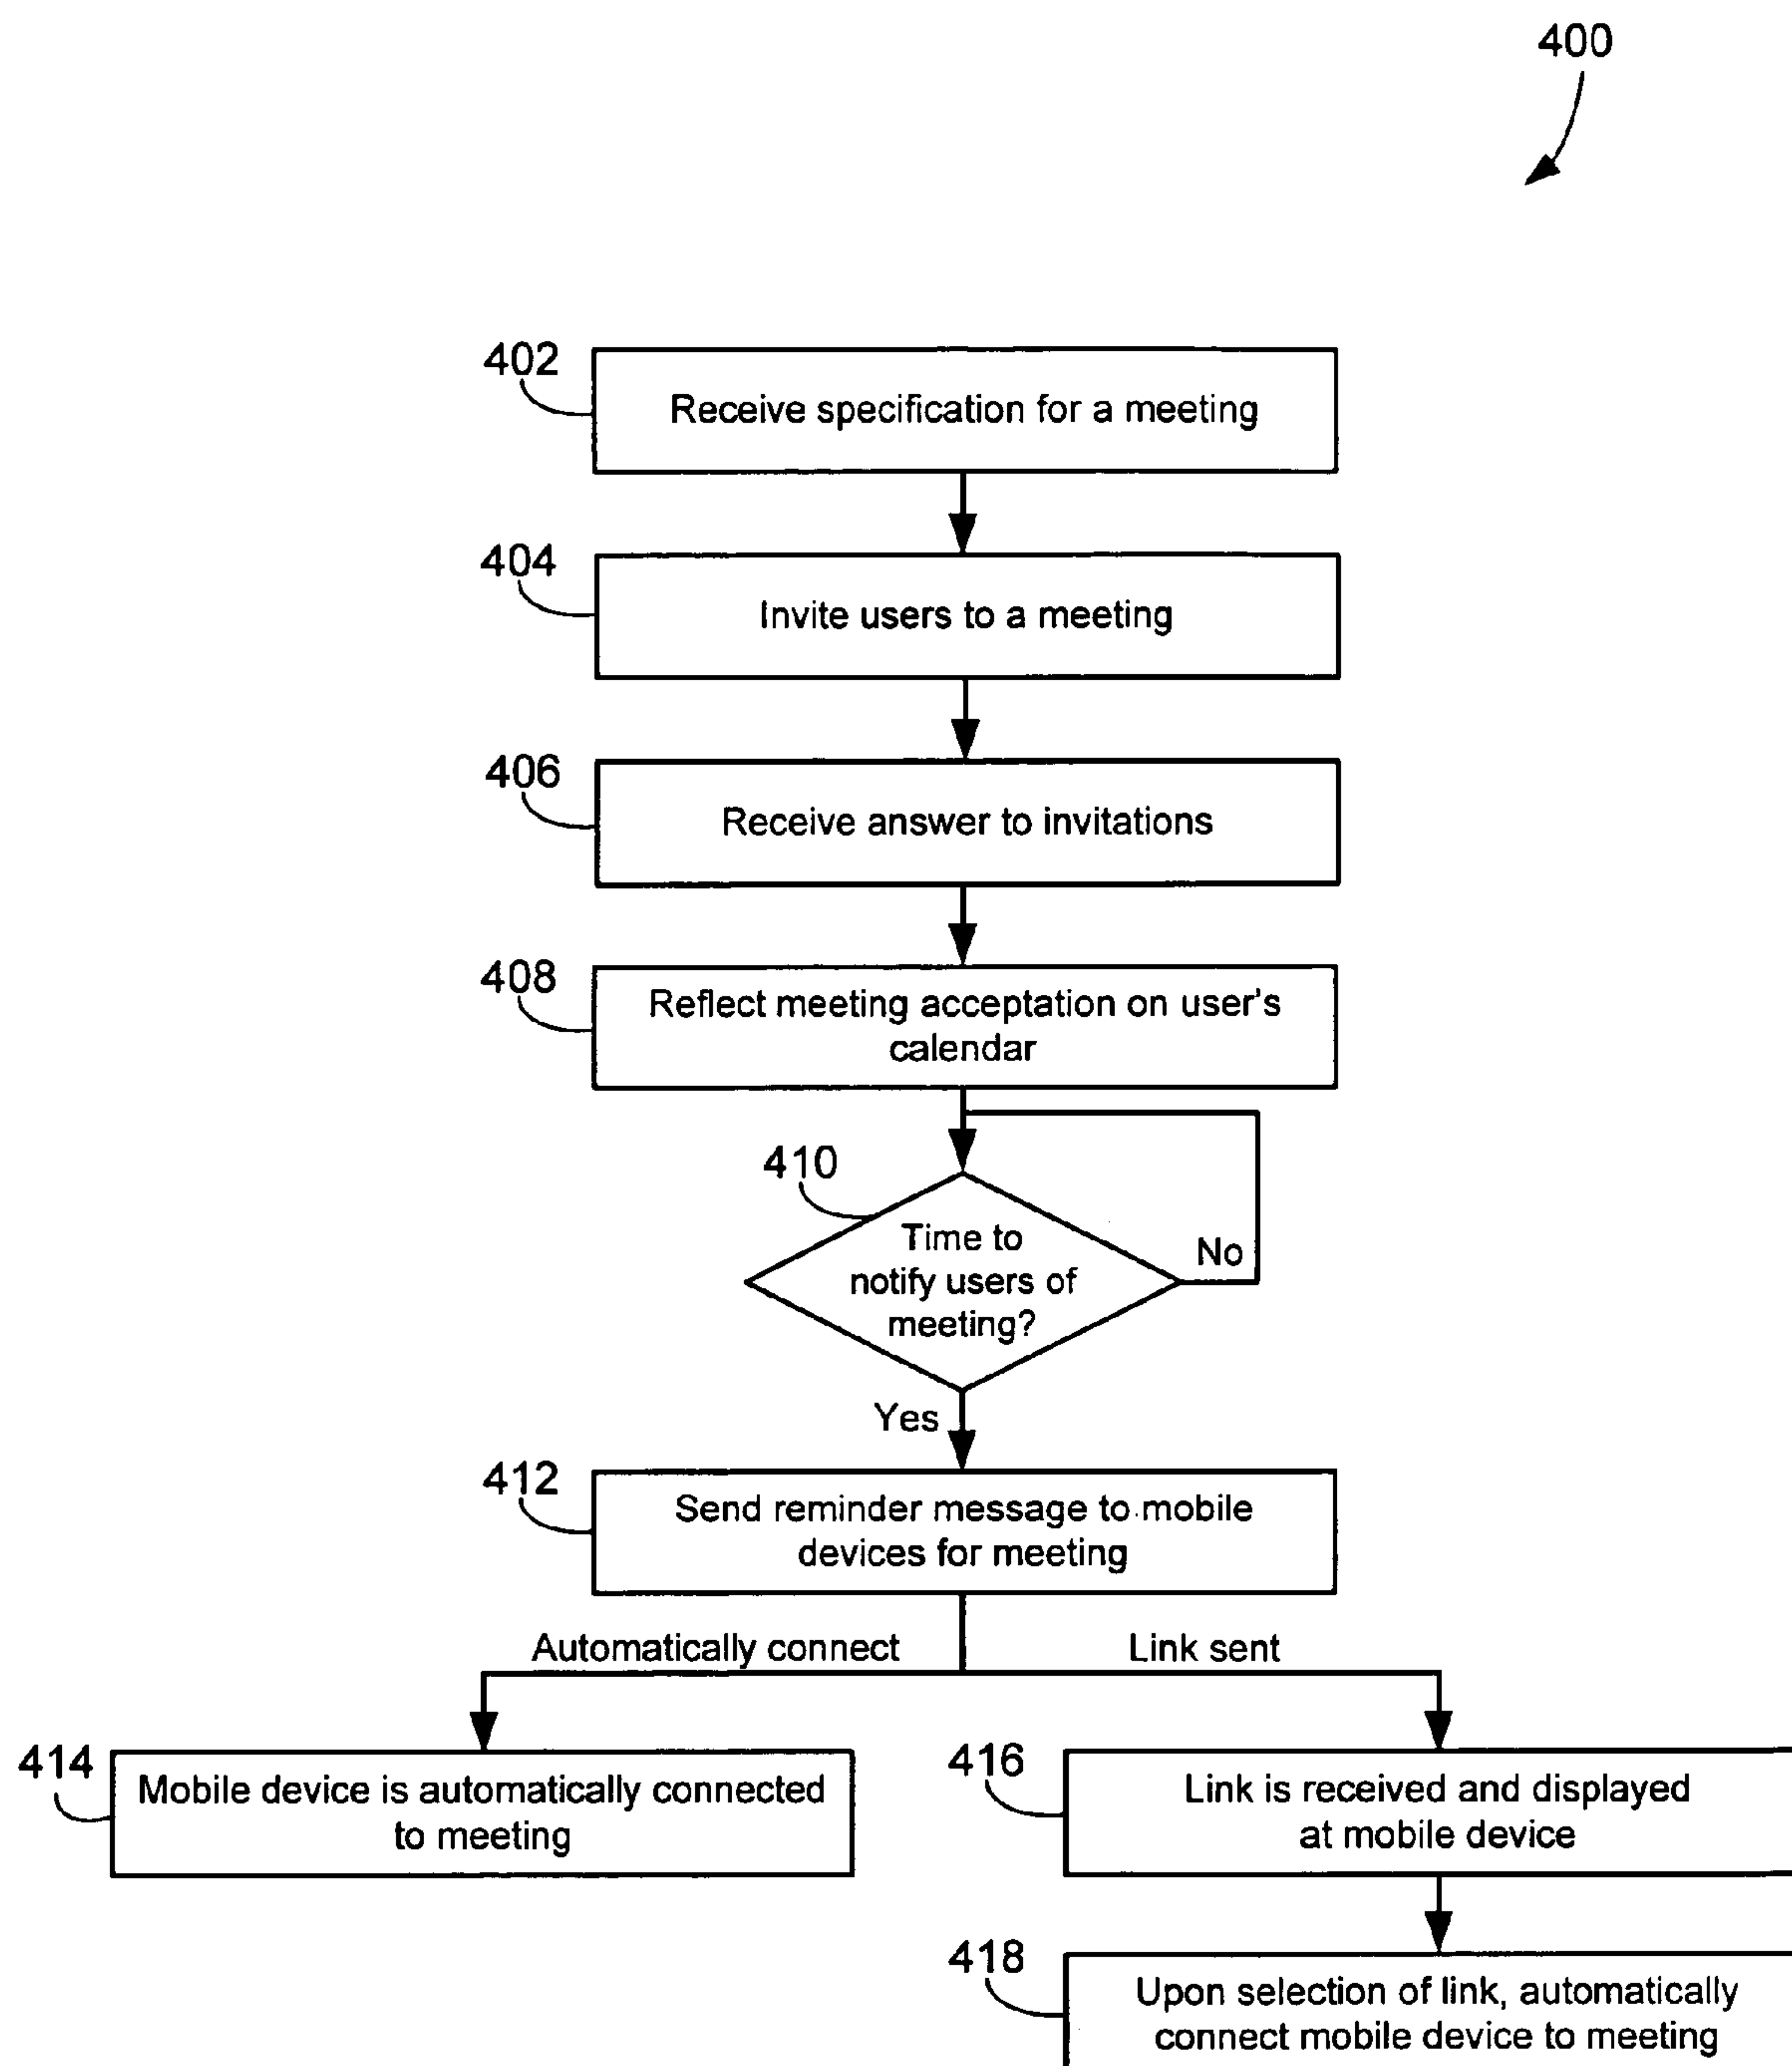 400
402
Receive specification for a meeting
404
Invite users to a meeting
406
Receive answer to invitations
408
Reflect meeting acceptation on user's
calendar
410
Time to
notify users of
meeting?
No
Yes
412
Send reminder message to mobile
devices for meeting
Automatically connect
Link sent
414
Mobile device is automatically connected
to meeting
416
Link is received and displayed
at mobile device
418
Upon selection of link, automatically
connect mobile device to meeting